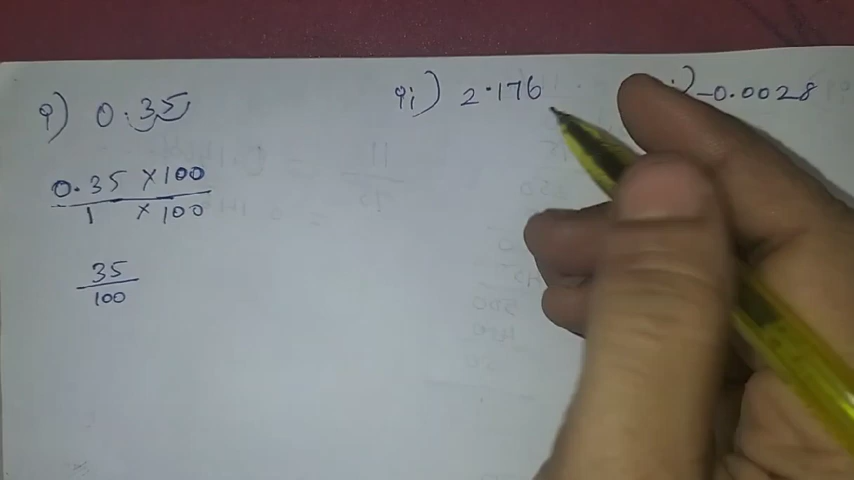 i) 0.35
ii) 2.176
i) -0.0028
0.35 ×100
1 ×100
35
100